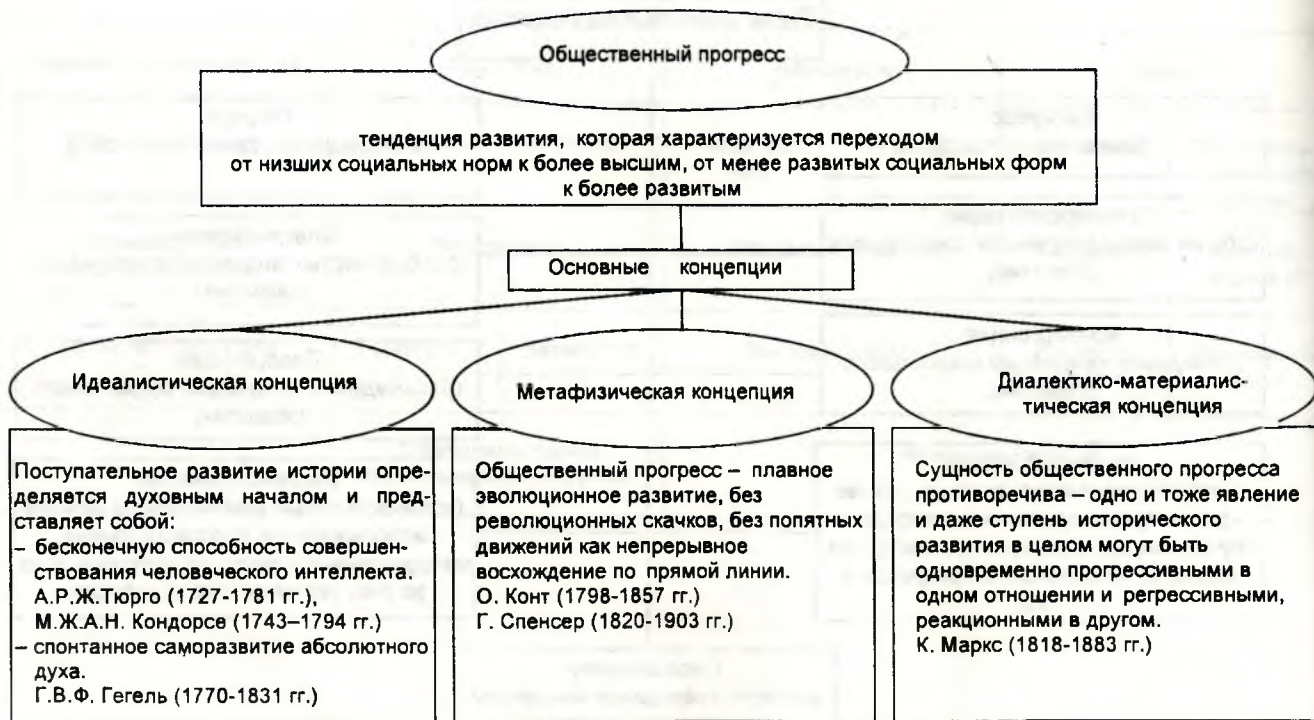 Общественный прогресс
тенденция развития, которая характеризуется переходом
от низших социальных норм к более высшим, от менее развитых социальных форм
к более развитым
Основные концепции
Идеалистическая концепция
Поступательное развитие истории опре-
деляется духовным началом и пред-
ставляет собой:
– бесконечную способность совершен-
ствования человеческого интеллекта.
А.Р.Ж.Тюрго (1727-1781 гг.),
М.Ж.А.Н. Кондорсе (1743–1794 гг.)
– спонтанное саморазвитие абсолютного
духа.
Г.В.Ф. Гегель (1770-1831 гг.)
Метафизическая концепция
Общественный прогресс – плавное
эволюционное развитие, без
революционных скачков, без попятных
движений как непрерывное
восхождение по прямой линии.
О. Конт (1798-1857 гг.)
Г. Спенсер (1820-1903 гг.)
Диалектико-материалис-
тическая концепция
Сущность общественного прогресса
противоречива – одно и тоже явление
и даже ступень исторического
развития в целом могут быть
одновременно прогрессивными в
одном отношении и регрессивными,
реакционными в другом.
К. Маркс (1818-1883 гг.)